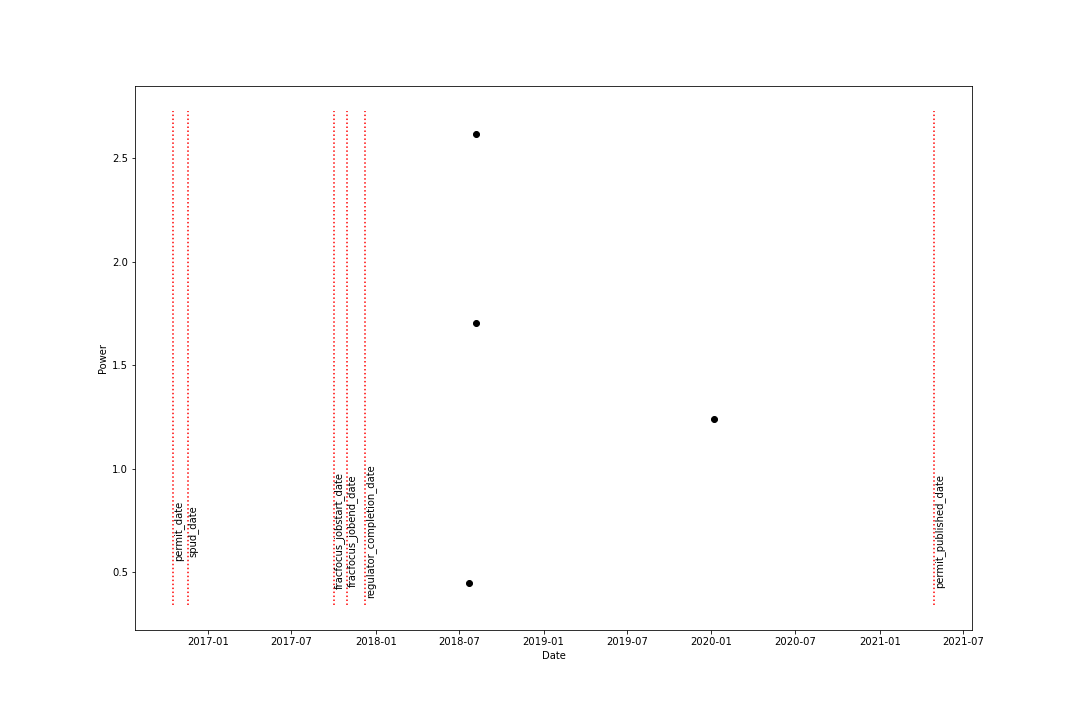 2.5
2.0
1.5
1.0
0.5
Power
permit_date
spud_date
fracfocus_jobstart_date
fracfocus_jobend_date
regulator_completion_date
permit_published_date
2017-01
2017-07
2018-01
2018-07
2019-01
2019-07
2020-01
2020-07
2021-01
2021-07
Date